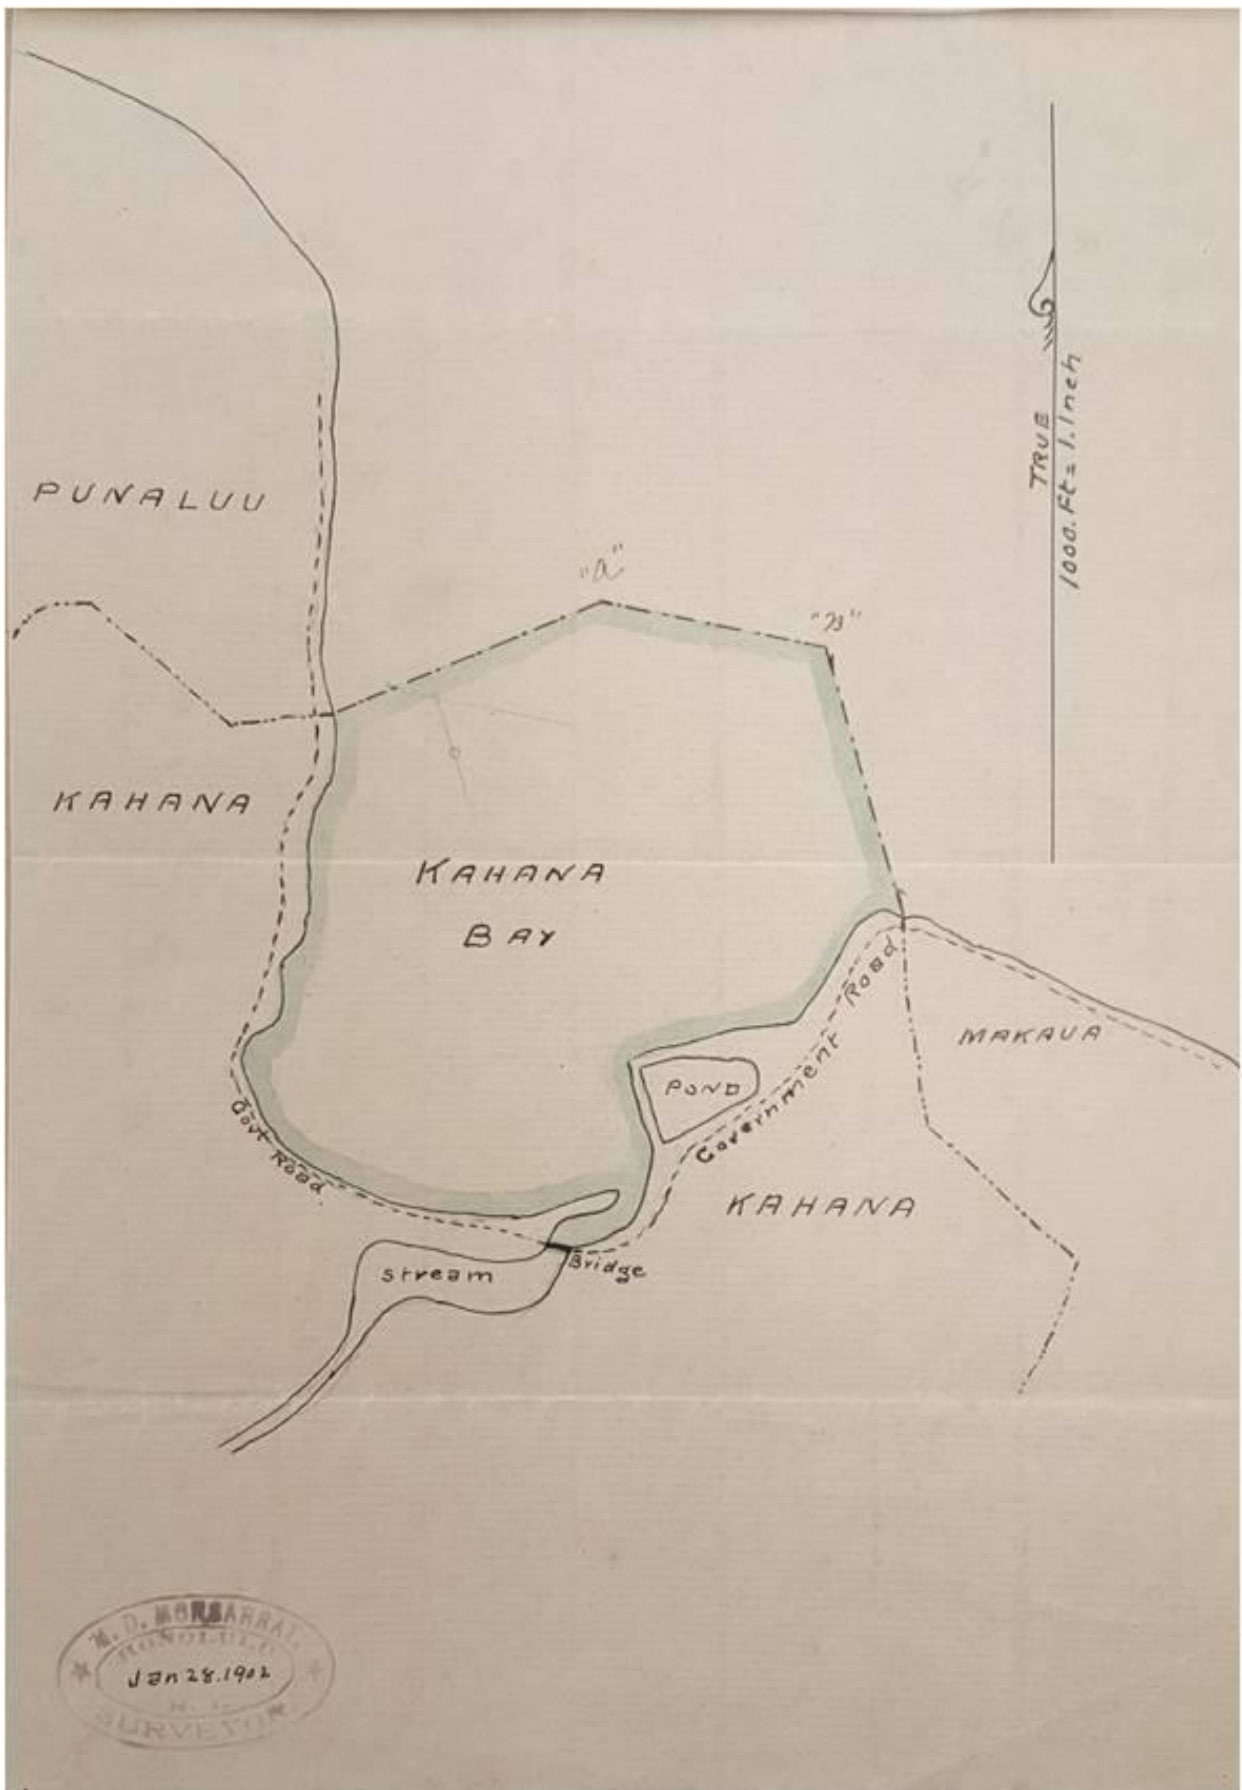 TRUE
1000.Ft=1.Inch
PUNALUU
"a"
"B"
KAHANA
KAHANA
BAY
Road
MAKAUA
POND
Government
Govt
Road
KAHANA
stream
Bridge
M. D. MONSARRAT.
HONOLULU
Jan 28.1902
SURVEYOR